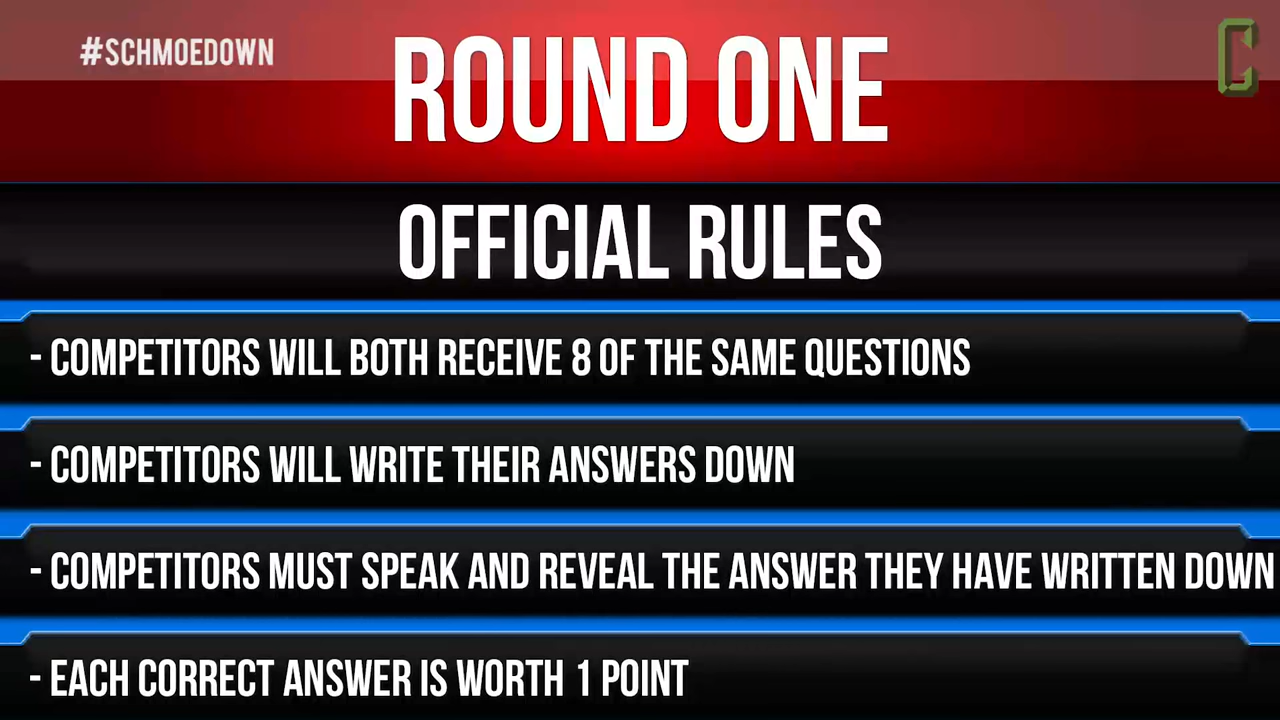 #SCHMOEDOWN
ROUND ONE
OFFICIAL RULES
- COMPETITORS WILL BOTH RECEIVE 8 OF THE SAME QUESTIONS
- COMPETITORS WILL WRITE THEIR ANSWERS DOWN
- COMPETITORS MUST SPEAK AND REVEAL THE ANSWER THEY HAVE WRITTEN DOWN
- EACH CORRECT ANSWER IS WORTH 1 POINT